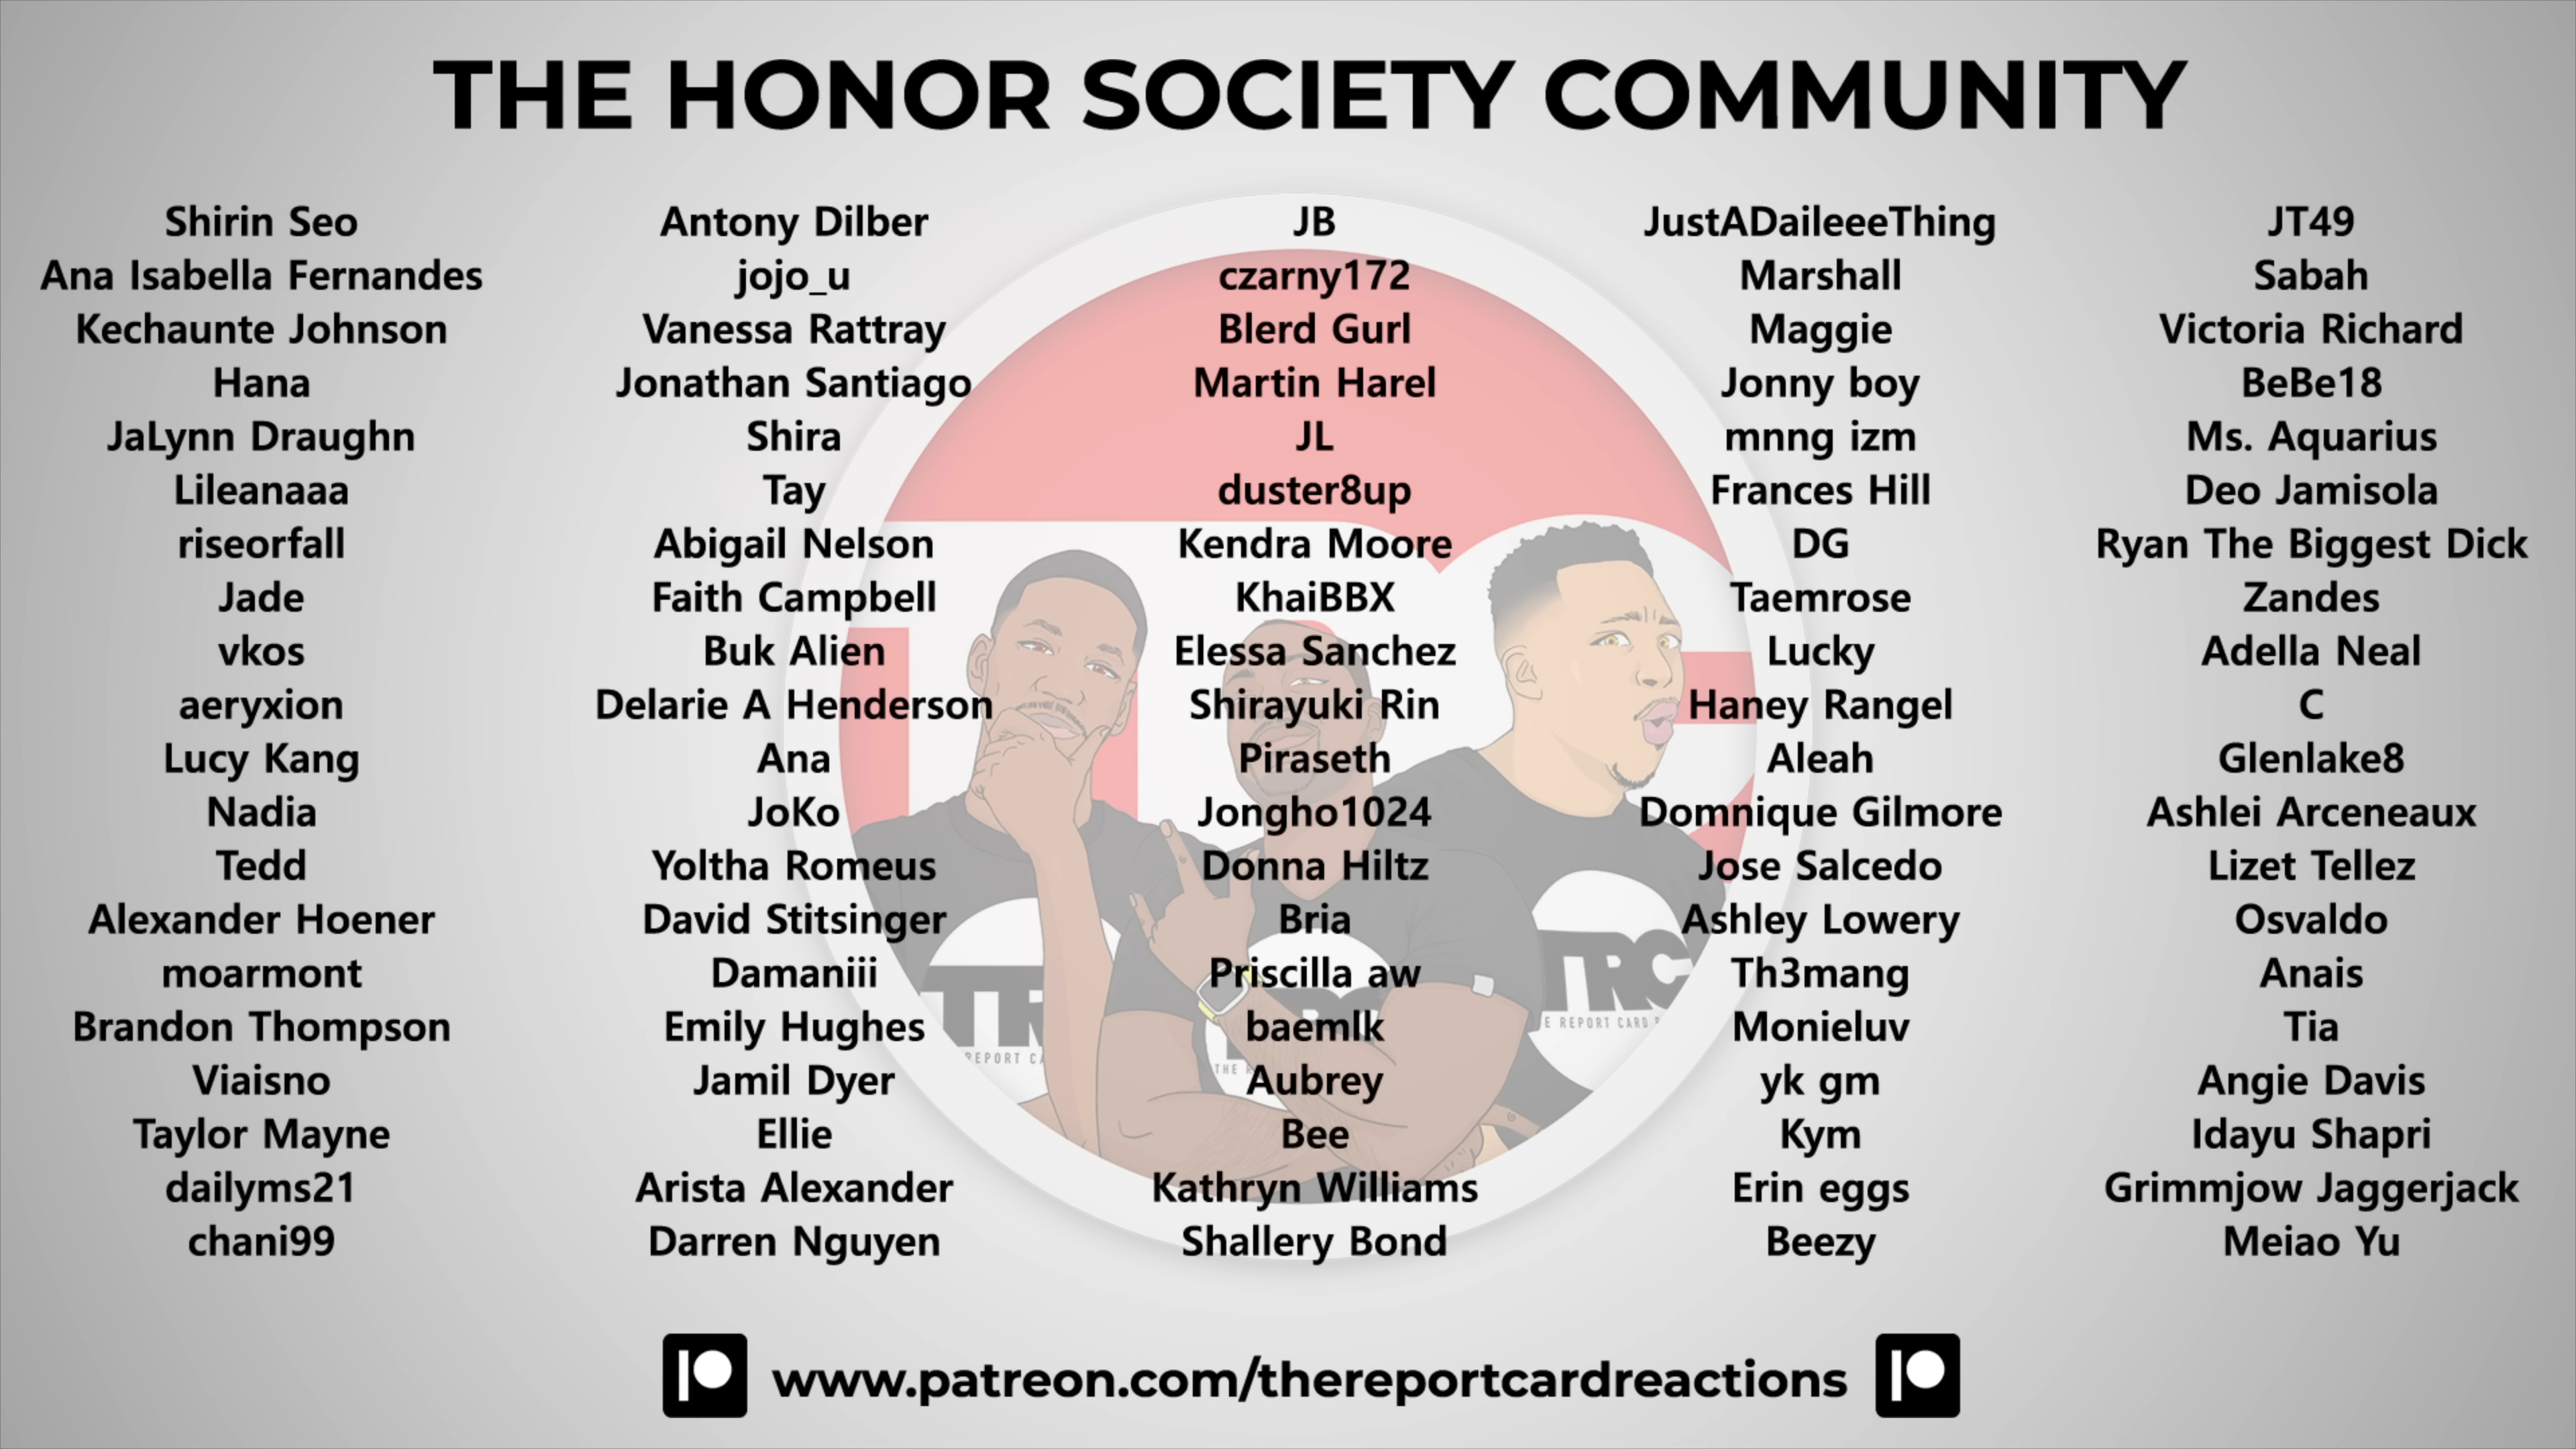 THE HONOR SOCIETY COMMUNITY
Shirin Seo
Ana Isabella Fernandes
Kechaunte Johnson
Hana
JaLynn Draughn
Lileanaaa
riseorfall
Jade
vkos
aeryxion
Lucy Kang
Nadia
Tedd
Alexander Hoener
moarmont
Brandon Thompson
Viaisno
Taylor Mayne
dailyms21
chani99
Antony Dilber
jojo_u
Vanessa Rattray
Jonathan Santiago
Shira
Tay
Abigail Nelson
Faith Campbell
Buk Alien
Delarie A Henderson
Ana
JoKo
Yoltha Romeus
David Stitsinger
Damaniii
Emily Hughes
Jamil Dyer
Ellie
Arista Alexander
Darren Nguyen
JB
czarny172
Blerd Gurl
Martin Harel
JL
duster8up
Kendra Moore
KhaiBBX
Elessa Sanchez
Shirayuki Rin
Piraseth
Jongho1024
Donna Hiltz
Bria
Priscilla aw
baemlk
Aubrey
Bee
Kathryn Williams
Shallery Bond
JustADaileeeThing
Marshall
Maggie
Jonny boy
mnng izm
Frances Hill
DG
Taemrose
Lucky
Haney Rangel
Aleah
Domnique Gilmore
Jose Salcedo
Ashley Lowery
Th3mang
Monieluv
yk gm
Kym
Erin eggs
Beezy
JT49
Sabah
Victoria Richard
BeBe18
Ms. Aquarius
Deo Jamisola
Ryan The Biggest Dick
Zandes
Adella Neal
C
Glenlake8
Ashlei Arceneaux
Lizet Tellez
Osvaldo
Anais
Tia
Angie Davis
Idayu Shapri
Grimmjow Jaggerjack
Meiao Yu
TRC
REPORT CARD
www.patreon.com/thereportcardreactions